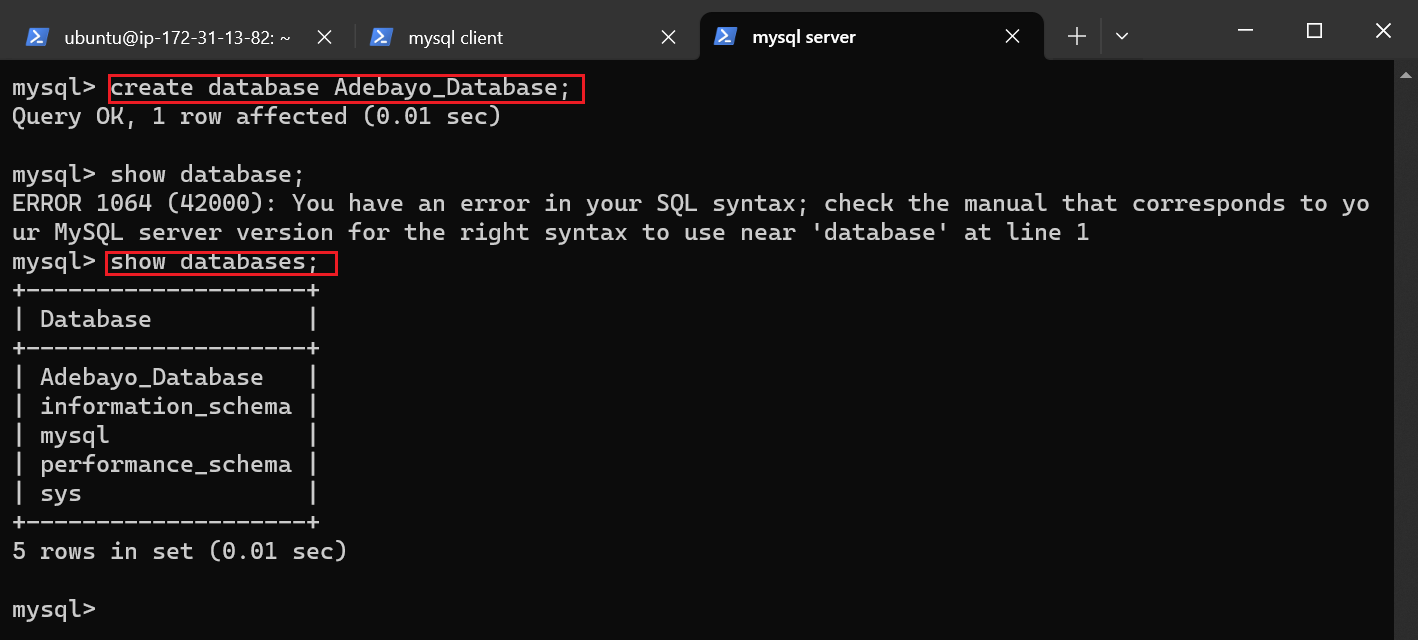 ubuntu@ip-172-31-13-82: ~ mysql client mysql server
mysql> create database Adebayo_Database;
Query OK, 1 row affected (0.01 sec)
mysql> show database;
ERROR 1064 (42000): You have an error in your SQL syntax; check the manual that corresponds to yo
ur MySQL server version for the right syntax to use near 'database' at line 1
mysql> show databases;
+--------------------+
| Database           |
+--------------------+
| Adebayo_Database   |
| information_schema |
| mysql              |
| performance_schema |
| sys                |
+--------------------+
5 rows in set (0.01 sec)
mysql>